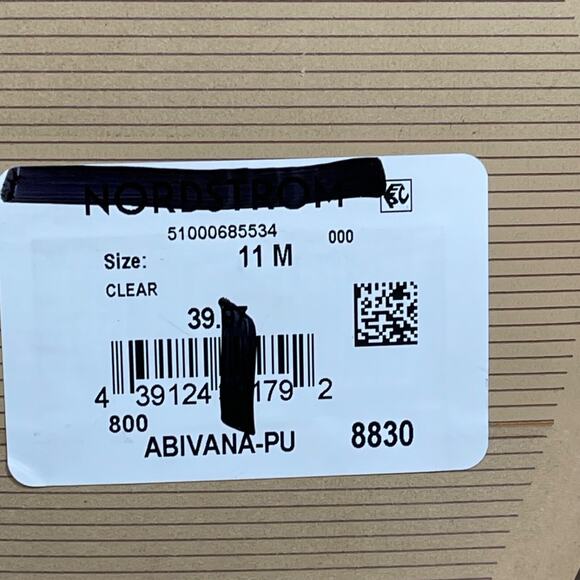 NORDSTROM
51000685534 000
Size: 11 M
CLEAR
39.
4 39124 179 2
800
ABIVANA-PU 8830